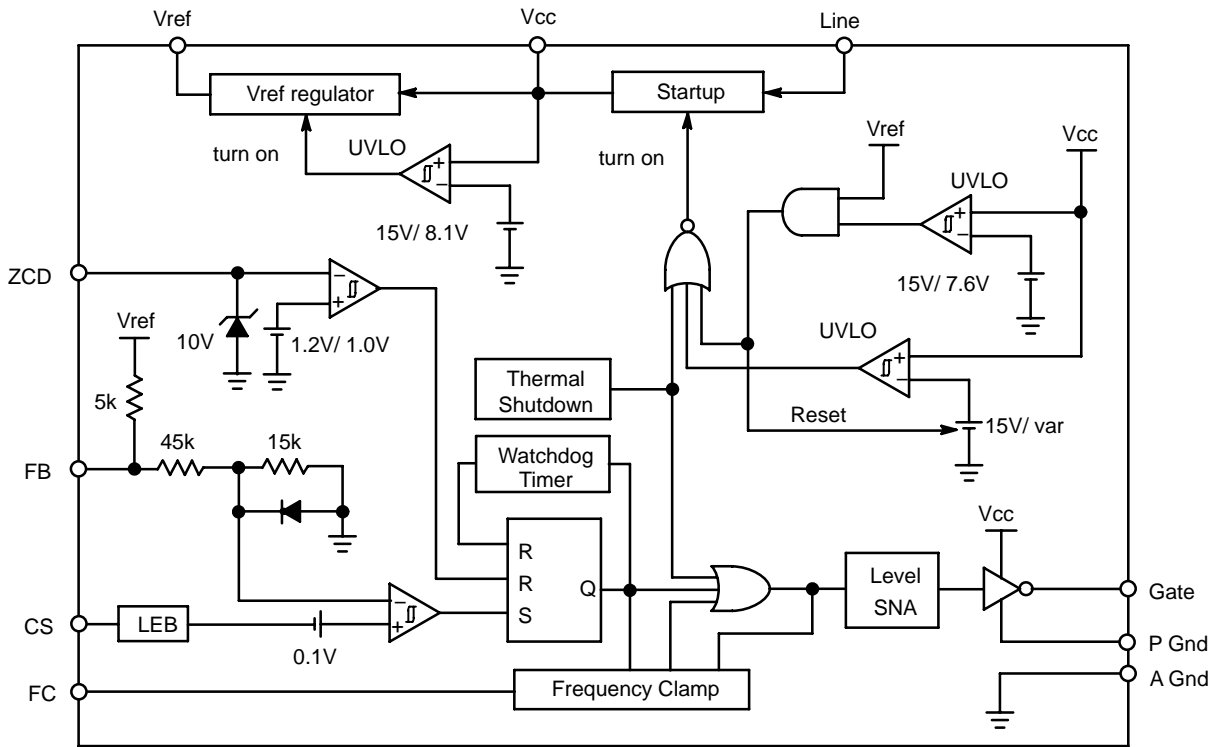 Vref
Vcc
Line
Vref regulator
Startup
turn on
UVLO
+
−
15V/ 8.1V
turn on
Vref
Vcc
UVLO
+
−
15V/ 7.6V
ZCD
−
+
10V
1.2V/ 1.0V
Vref
5k
UVLO
+
−
15V/ var
Reset
Thermal
Shutdown
45k
15k
FB
Watchdog
Timer
R
R
S
Q
−
+
CS
LEB
0.1V
Level
SNA
Vcc
Gate
P Gnd
A Gnd
FC
Frequency Clamp